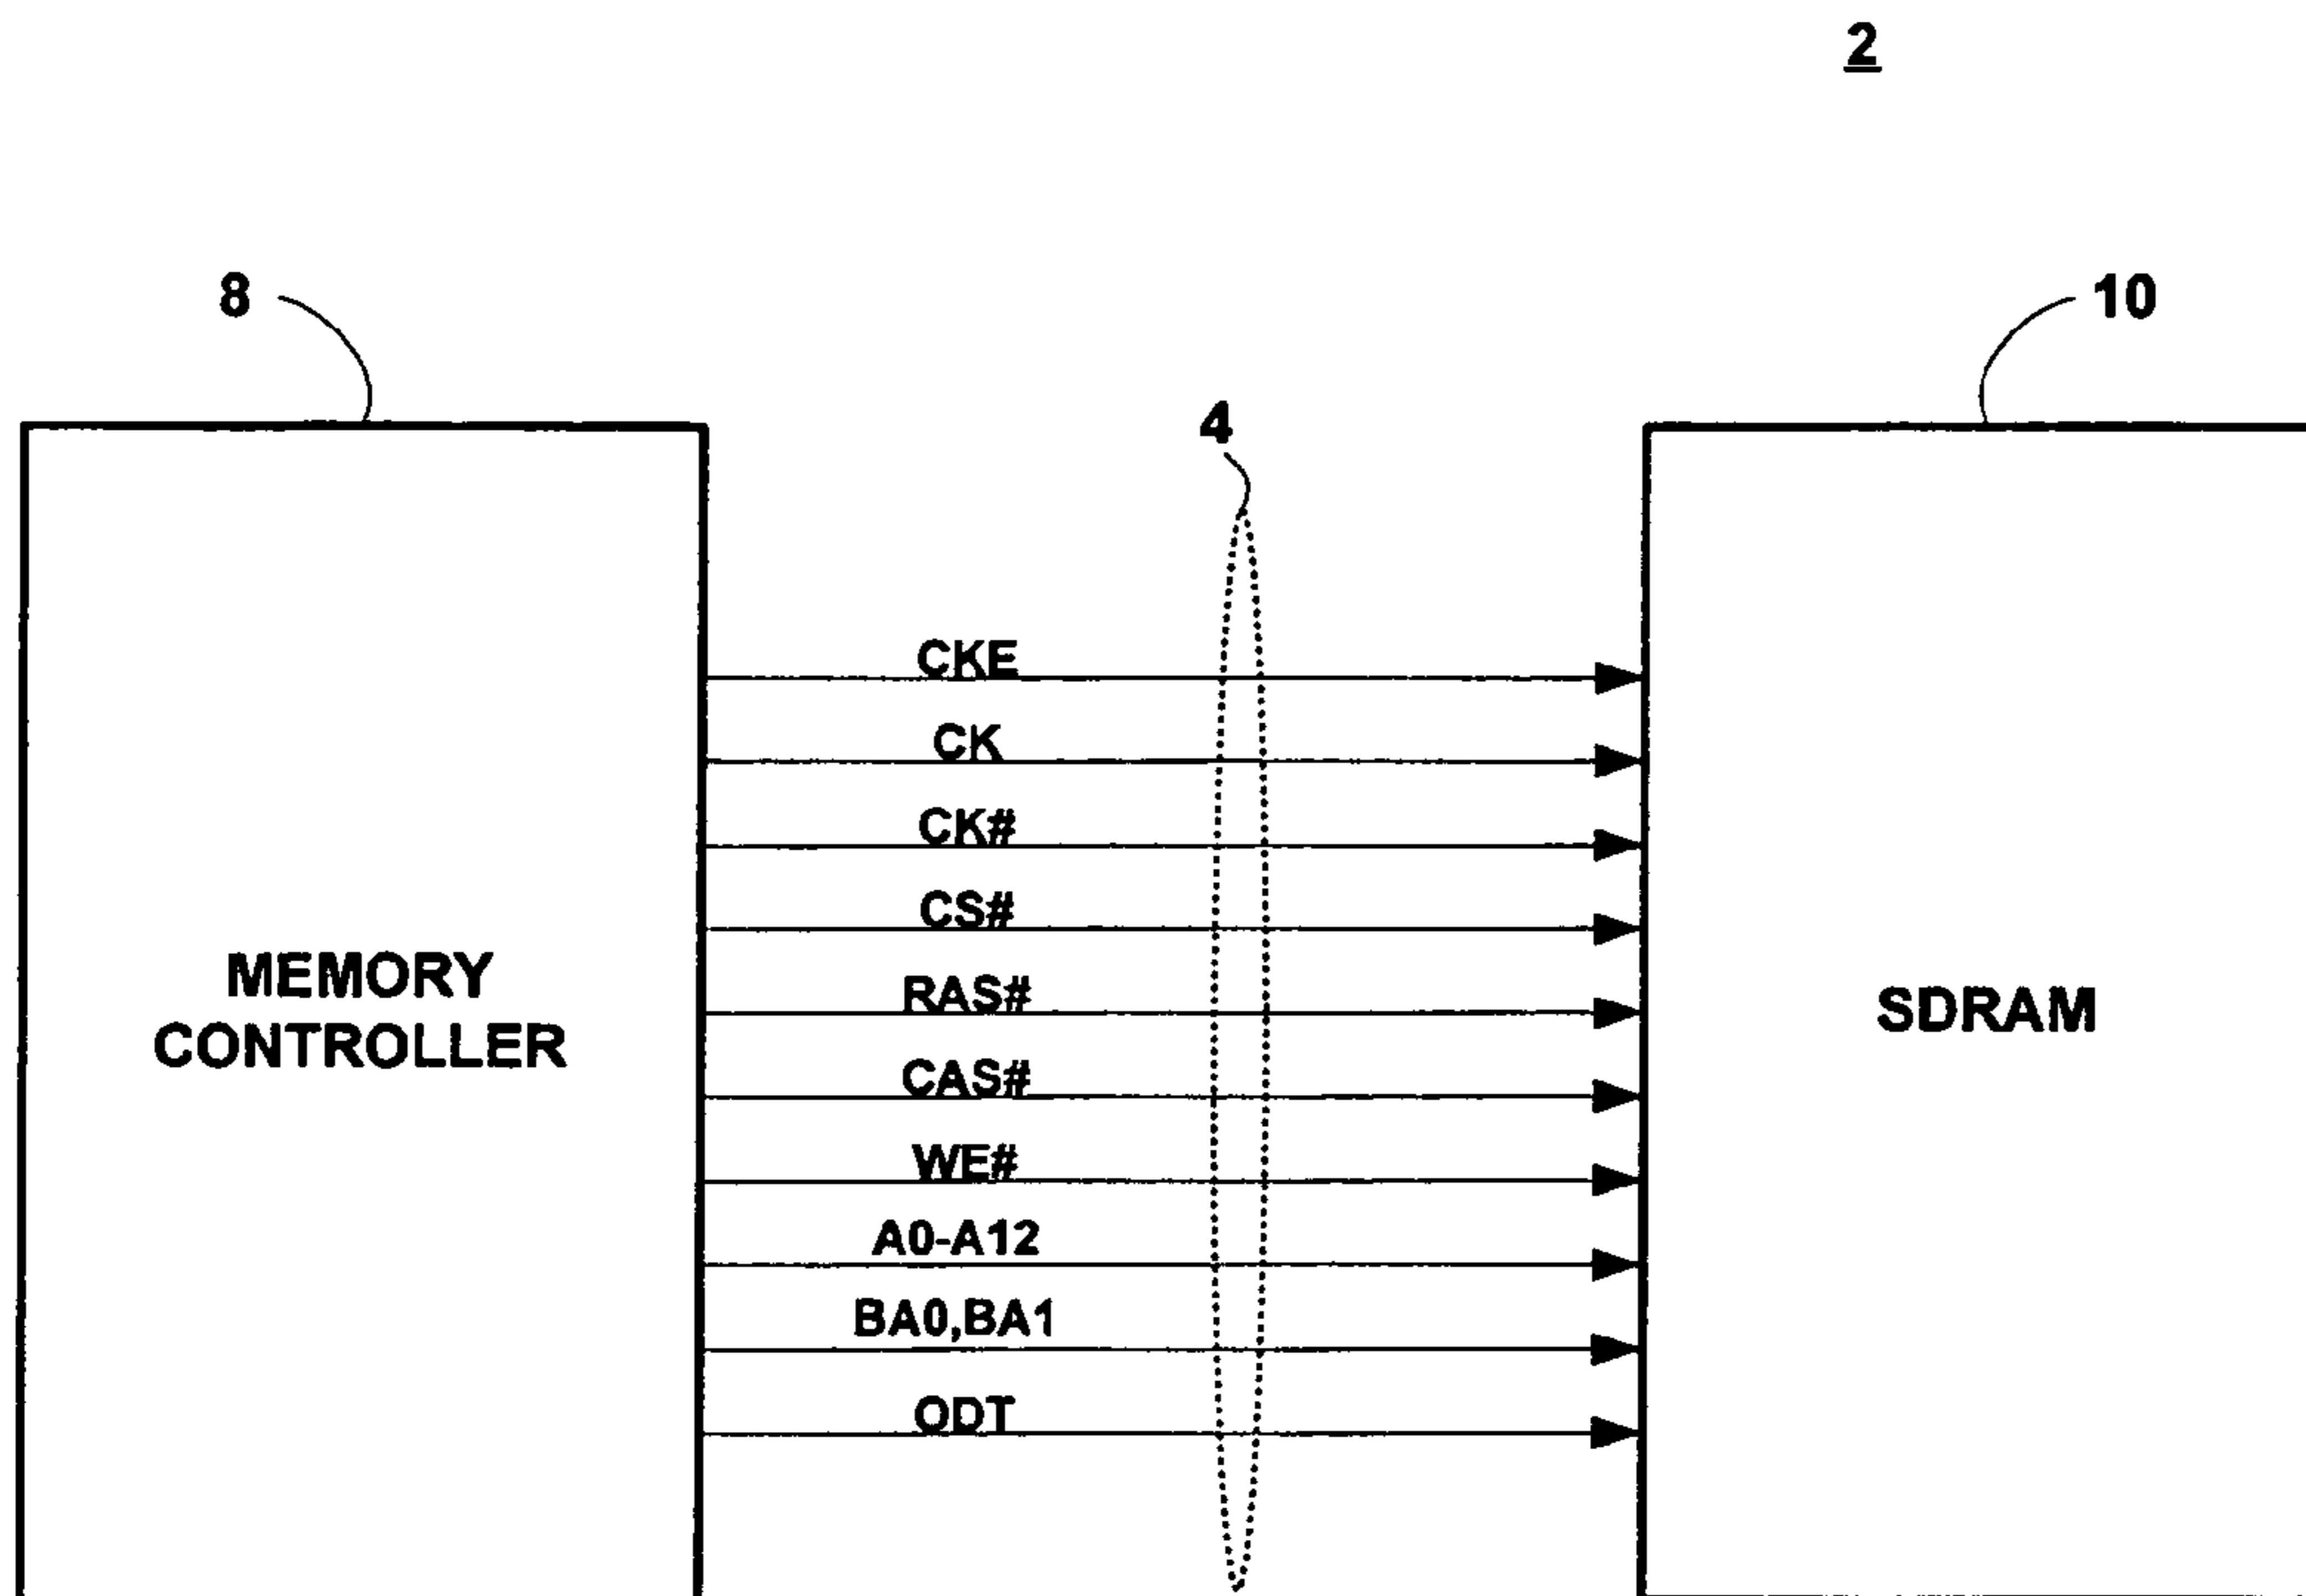 2
8
10
4
CKE
CK
CK#
CS#
RAS#
CAS#
WE#
A0-A12
BA0,BA1
ODT
MEMORY
CONTROLLER
SDRAM